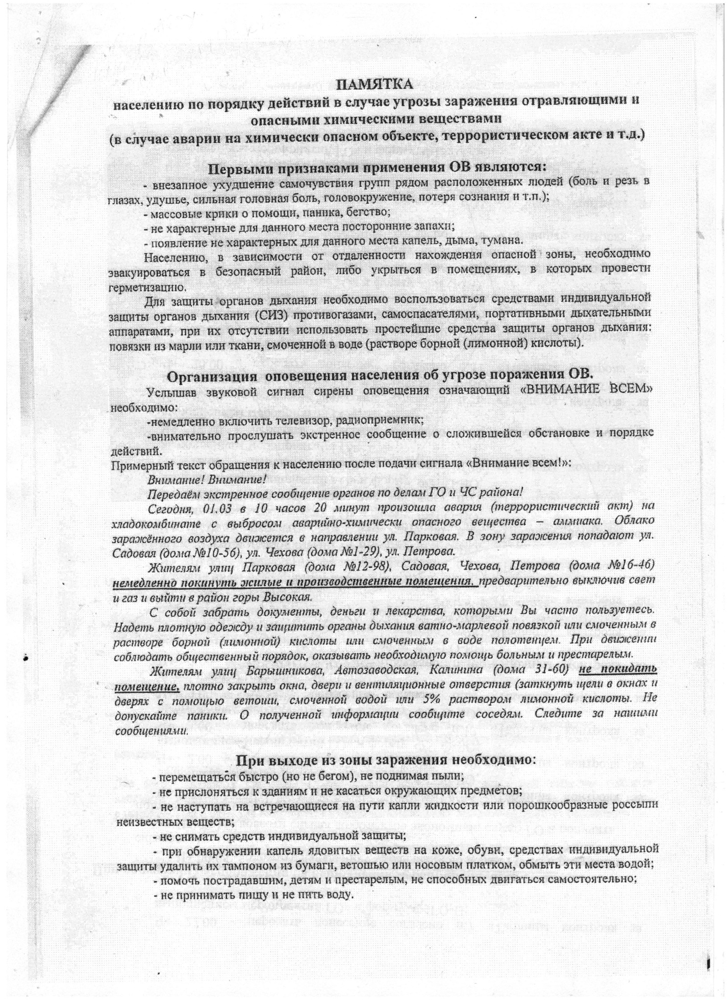 ПАМЯТКА
населению по порядку действий в случае угрозы заражения отравляющими и
опасными химическими веществами
(в случае аварии на химически опасном объекте, террористическом акте и т.д.)
Первыми признаками применения ОВ являются:
- внезапное ухудшение самочувствия групп рядом расположенных людей (боль и резь в
глазах, удушье, сильная головная боль, головокружение, потеря сознания и т.п.);
- массовые крики о помощи, паника, бегство;
- не характерные для данного места посторонние запахи;
- появление не характерных для данного места капель, дыма, тумана.
Населению, в зависимости от отдаленности нахождения опасной зоны, необходимо
эвакуироваться в безопасный район, либо укрыться в помещениях, в которых провести
герметизацию.
Для защиты органов дыхания необходимо воспользоваться средствами индивидуальной
защиты органов дыхания (СИЗ) противогазами, самоспасателями, портативными дыхательными
аппаратами, при их отсутствии использовать простейшие средства защиты органов дыхания:
повязки из марли или ткани, смоченной в воде (растворе борной (лимонной) кислоты).
Организация оповещения населения об угрозе поражения ОВ.
Услышав звуковой сигнал сирены оповещения означающий «ВНИМАНИЕ ВСЕМ»
необходимо:
-немедленно включить телевизор, радиоприемник;
-внимательно прослушать экстренное сообщение о сложившейся обстановке и порядке
действий.
Примерный текст обращения к населению после подачи сигнала «Внимание всем!»:
Внимание! Внимание!
Передаём экстренное сообщение органов по делам ГО и ЧС района!
Сегодня, 01.03 в 10 часов 20 минут произошла авария (террористический акт) на
хладокомбинате с выбросом аварийно-химически опасного вещества – аммиака. Облако
заражённого воздуха движется в направлении ул. Парковая. В зону заражения попадают ул.
Садовая (дома №10-56), ул. Чехова (дома №1-29), ул. Петрова.
Жителям улиц Парковая (дома №12-98), Садовая, Чехова, Петрова (дома №16-46)
немедленно покинуть жилые и производственные помещения, предварительно выключив свет
и газ и выйти в район горы Высокая.
С собой забрать документы, деньги и лекарства, которыми Вы часто пользуетесь.
Надеть плотную одежду и защитить органы дыхания ватно-марлевой повязкой или смоченным в
растворе борной (лимонной) кислоты или смоченным в воде полотенцем. При движении
соблюдать общественный порядок, оказывать необходимую помощь больным и престарелым.
Жителям улиц Барышникова, Автозаводская, Калинина (дома 31-60) не покидать
помещение, плотно закрыть окна, двери и вентиляционные отверстия (заткнуть щели в окнах и
дверях с помощью ветоши, смоченной водой или 5% раствором лимонной кислоты. Не
допускайте паники. О полученной информации сообщите соседям. Следите за нашими
сообщениями.
При выходе из зоны заражения необходимо:
- перемещаться быстро (но не бегом), не поднимая пыли;
- не прислоняться к зданиям и не касаться окружающих предметов;
- не наступать на встречающиеся на пути капли жидкости или порошкообразные россыпи
неизвестных веществ;
- не снимать средств индивидуальной защиты;
- при обнаружении капель ядовитых веществ на коже, обуви, средствах индивидуальной
защиты удалить их тампоном из бумаги, ветошью или носовым платком, обмыть эти места водой;
- помочь пострадавшим, детям и престарелым, не способных двигаться самостоятельно;
- не принимать пищу и не пить воду.